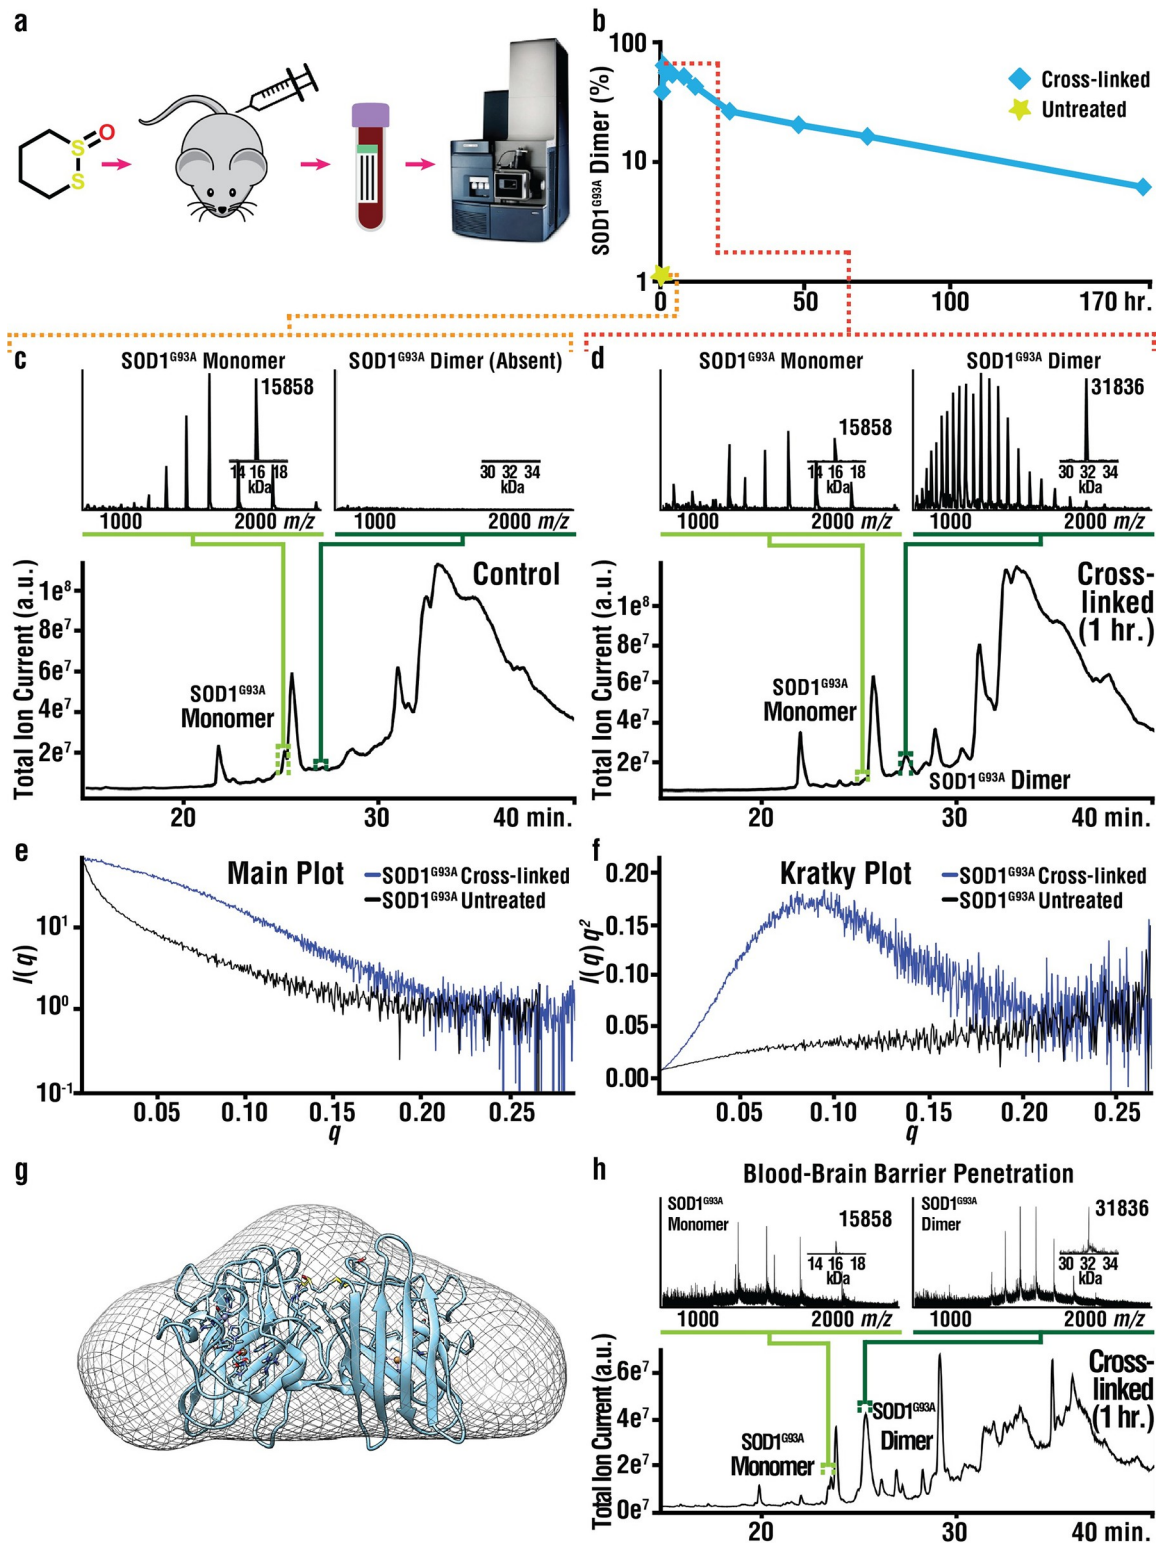 a
S
O
S
b
100
10
1
SOD1G93A Dimer (%)
Cross-linked
Untreated
0
50
100
170 hr.
c
SOD1G93A Monomer
15858
14 16 18
kDa
1000
2000 m/z
SOD1G93A Dimer (Absent)
30 32 34
1000
2000 m/z
Control
Total Ion Current (a.u.)
1e8
8e7
6e7
4e7
2e7
SOD1G93A
Monomer
20
30
40 min.
d
SOD1G93A Monomer
15858
14 16 18
kDa
1000
2000 m/z
SOD1G93A Dimer
31836
30 32 34
kDa
1000
2000 m/z
Cross-
linked
(1 hr.)
Total Ion Current (a.u.)
1e8
8e7
6e7
4e7
2e7
SOD1G93A
Monomer
SOD1G93A Dimer
20
30
40 min.
e
Main Plot
SOD1G93A Cross-linked
SOD1G93A Untreated
I(q)
101
100
10-1
0.05
0.10
0.15
0.20
0.25
q
f
Kratky Plot
SOD1G93A Cross-linked
SOD1G93A Untreated
I(q) q2
0.20
0.15
0.10
0.05
0.00
0.05
0.10
0.15
0.20
0.25
q
g
h
Blood-Brain Barrier Penetration
SOD1G93A
Monomer
15858
14 16 18
kDa
1000
2000 m/z
SOD1G93A
Dimer
31836
30 32 34
kDa
1000
2000 m/z
Cross-
linked
(1 hr.)
Total Ion Current (a.u.)
6e7
4e7
2e7
0e7
SOD1G93A
Monomer
SOD1G93A
Dimer
20
30
40 min.